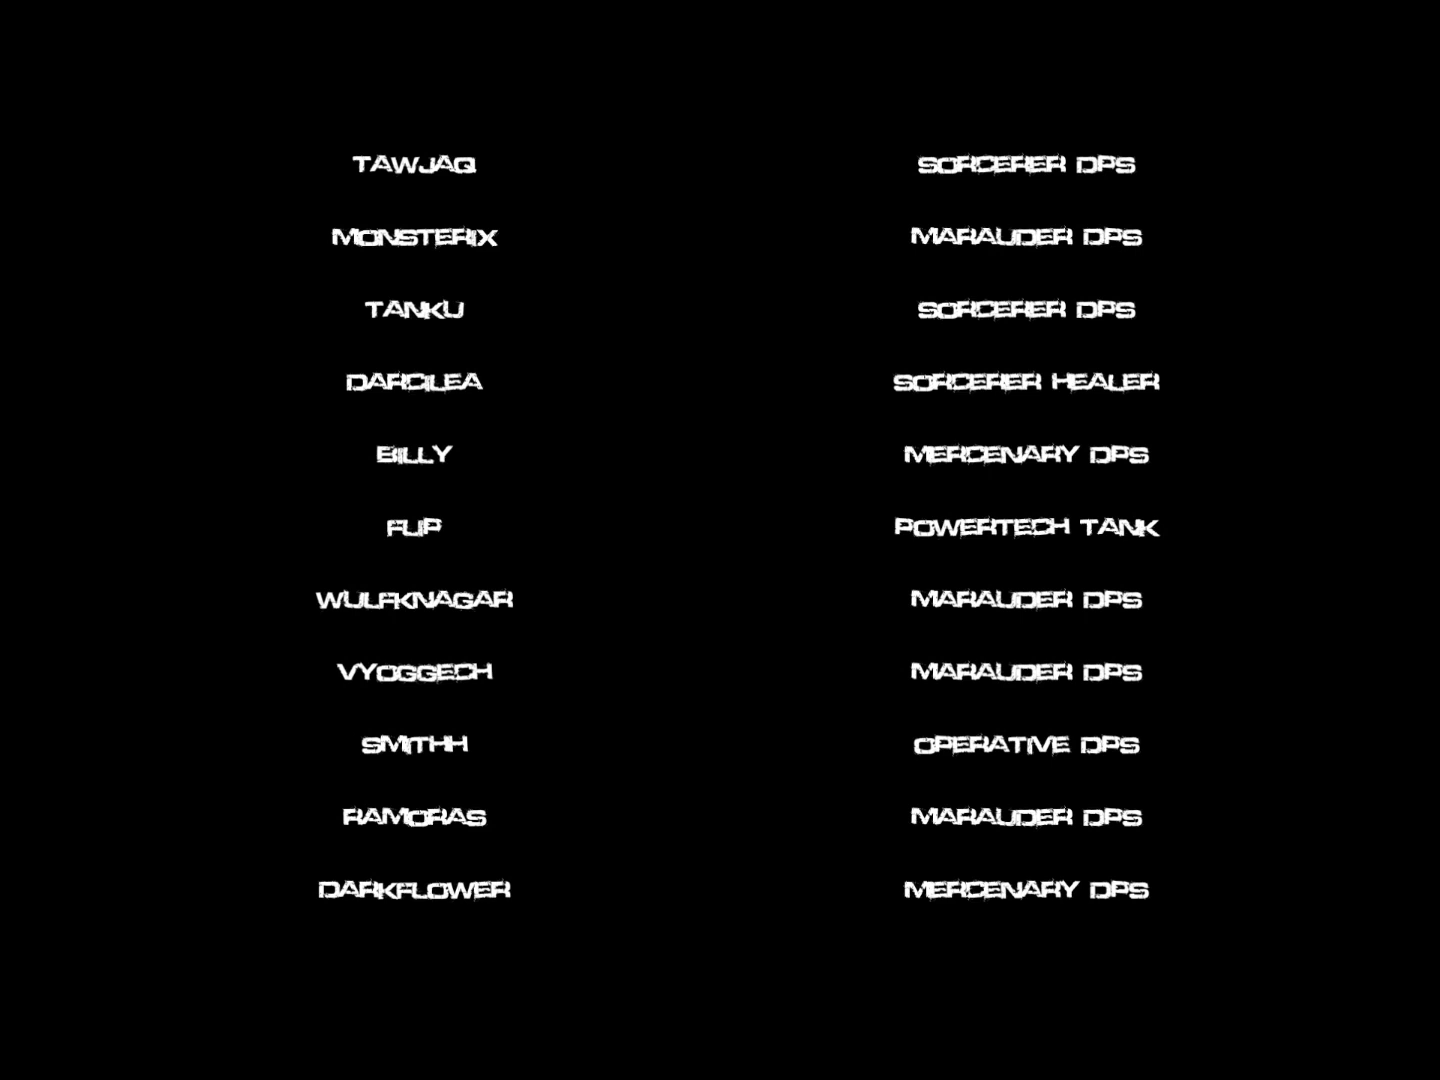 TAWJAQ SORCERER DPS
MONSTERIX MARAUDER DPS
TANKU SORCERER DPS
DARCILEA SORCERER HEALER
BILLY MERCENARY DPS
FLIP POWERTECH TANK
WULFKNAGAR MARAUDER DPS
VYOGGECH MARAUDER DPS
SMITHH OPERATIVE DPS
RAMORAS MARAUDER DPS
DARKFLOWER MERCENARY DPS